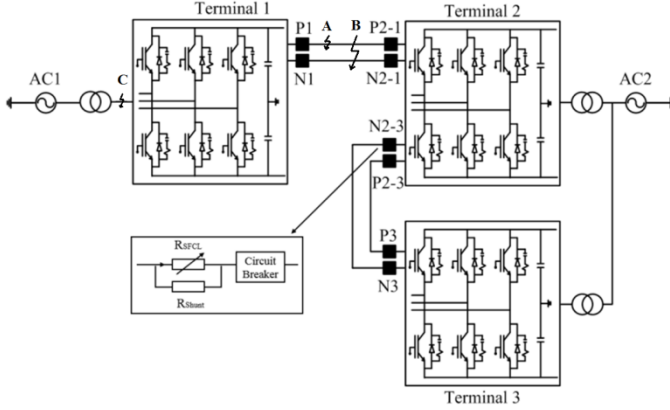 Terminal 1
Terminal 2
P1
A
B
P2-1
AC1
C
N1
N2-1
AC2
N2-3
P2-3
RSFCL
Circuit
Breaker
RShunt
P3
N3
Terminal 3